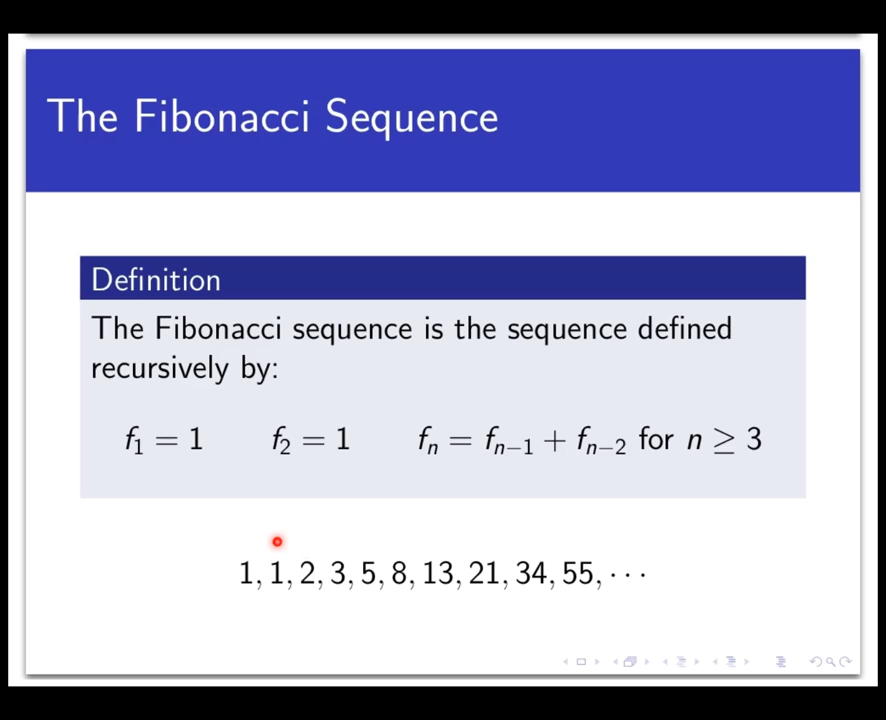 The Fibonacci Sequence
Definition
The Fibonacci sequence is the sequence defined
recursively by:
f₁ = 1 f₂ = 1 fₙ = fₙ₋₁ + fₙ₋₂ for n ≥ 3
1, 1, 2, 3, 5, 8, 13, 21, 34, 55, · · ·